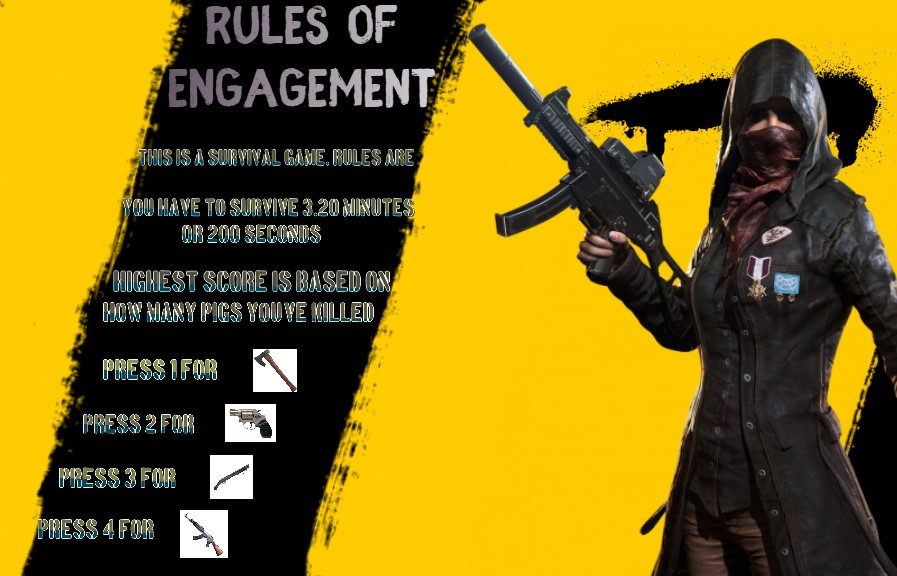 RULES OF
ENGAGEMENT
THIS IS A SURVIVAL GAME. RULES ARE
YOU HAVE TO SURVIVE 3.20 MINUTES
OR 200 SECONDS
HIGHEST SCORE IS BASED ON
HOW MANY PIGS YOU'VE KILLED
PRESS 1 FOR
PRESS 2 FOR
PRESS 3 FOR
PRESS 4 FOR